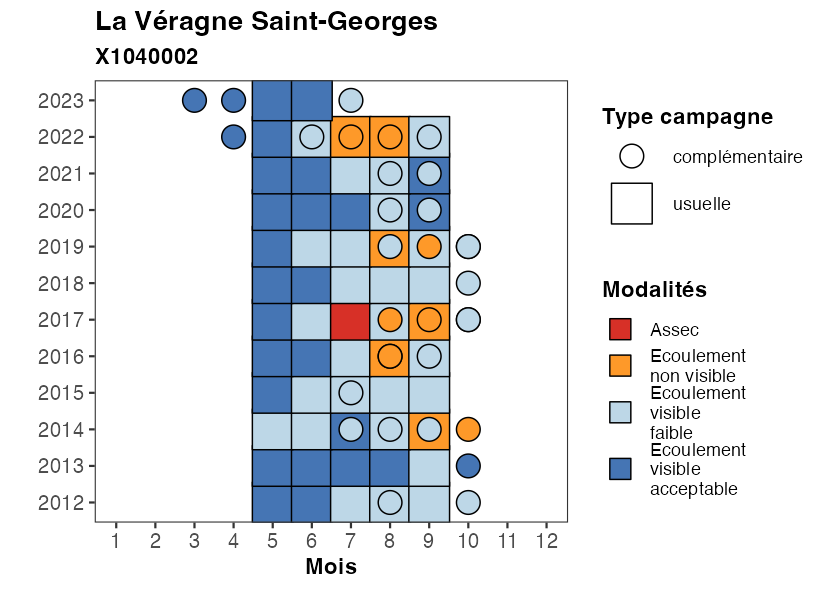 La Véragne Saint-Georges
X1040002
2023
2022
2021
2020
2019
2018
2017
2016
2015
2014
2013
2012
1 2 3 4 5 6 7 8 9 10 11 12
Mois
Type campagne
complémentaire
usuelle
Modalités
Assec
Ecoulement
non visible
Ecoulement
visible
faible
Ecoulement
visible
acceptable